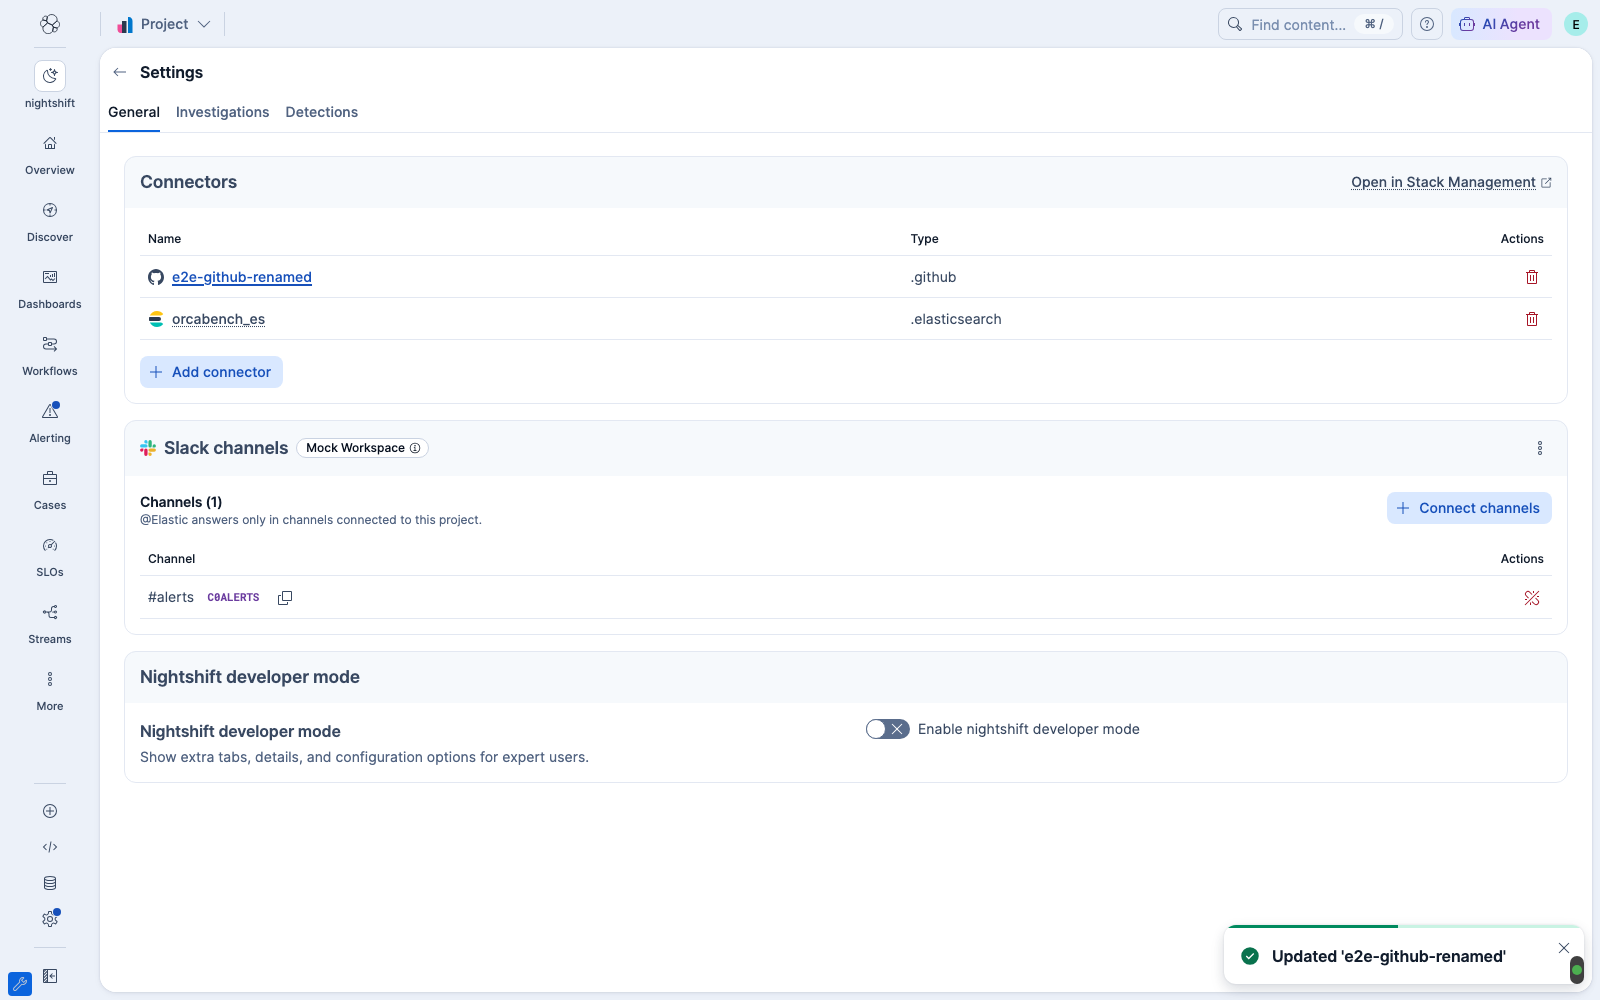 Project
Find content...
⌘ /
AI Agent
E
nightshift
Overview
Discover
Dashboards
Workflows
Alerting
Cases
SLOs
Streams
More
Settings
General Investigations Detections
Connectors
Open in Stack Management
Name Type Actions
e2e-github-renamed .github
orcabench_es .elasticsearch
Add connector
Slack channels Mock Workspace
Channels (1)
@Elastic answers only in channels connected to this project.
Connect channels
Channel Actions
#alerts C0ALERTS
Nightshift developer mode
Nightshift developer mode
Show extra tabs, details, and configuration options for expert users.
Enable nightshift developer mode
Updated 'e2e-github-renamed'